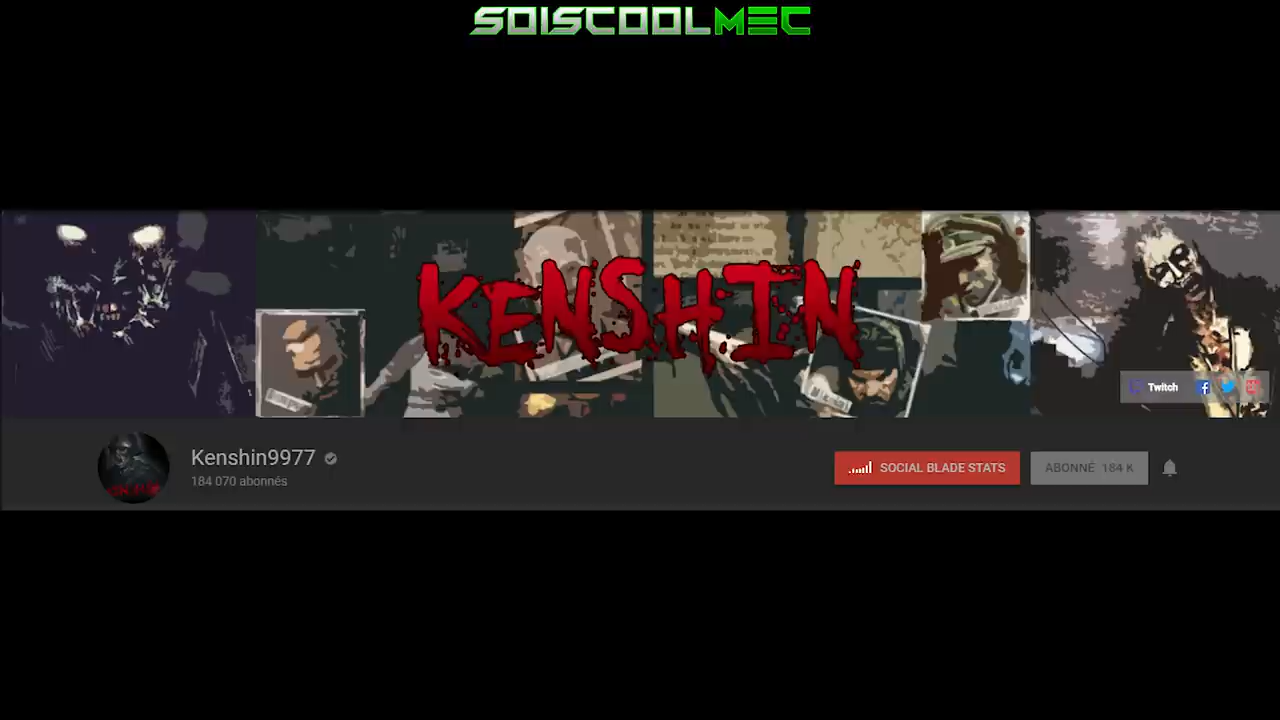 SOISCOOLMEC
KENSHIN
Twitch
Kenshin9977
184 070 abonnés
SOCIAL BLADE STATS
ABONNÉ 184 K